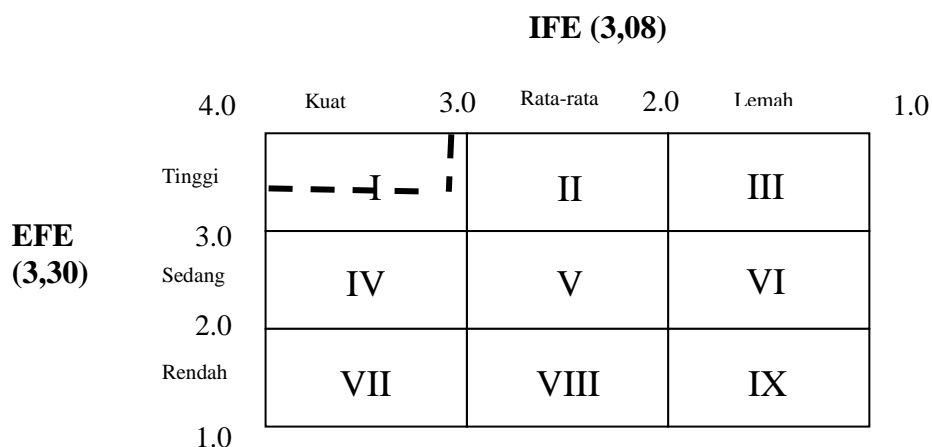 IFE (3,08)
4.0 Kuat 3.0 Rata-rata 2.0 Lemah 1.0
Tinggi I II III
EFE
(3,30)
3.0
Sedang IV V VI
2.0
Rendah VII VIII IX
1.0